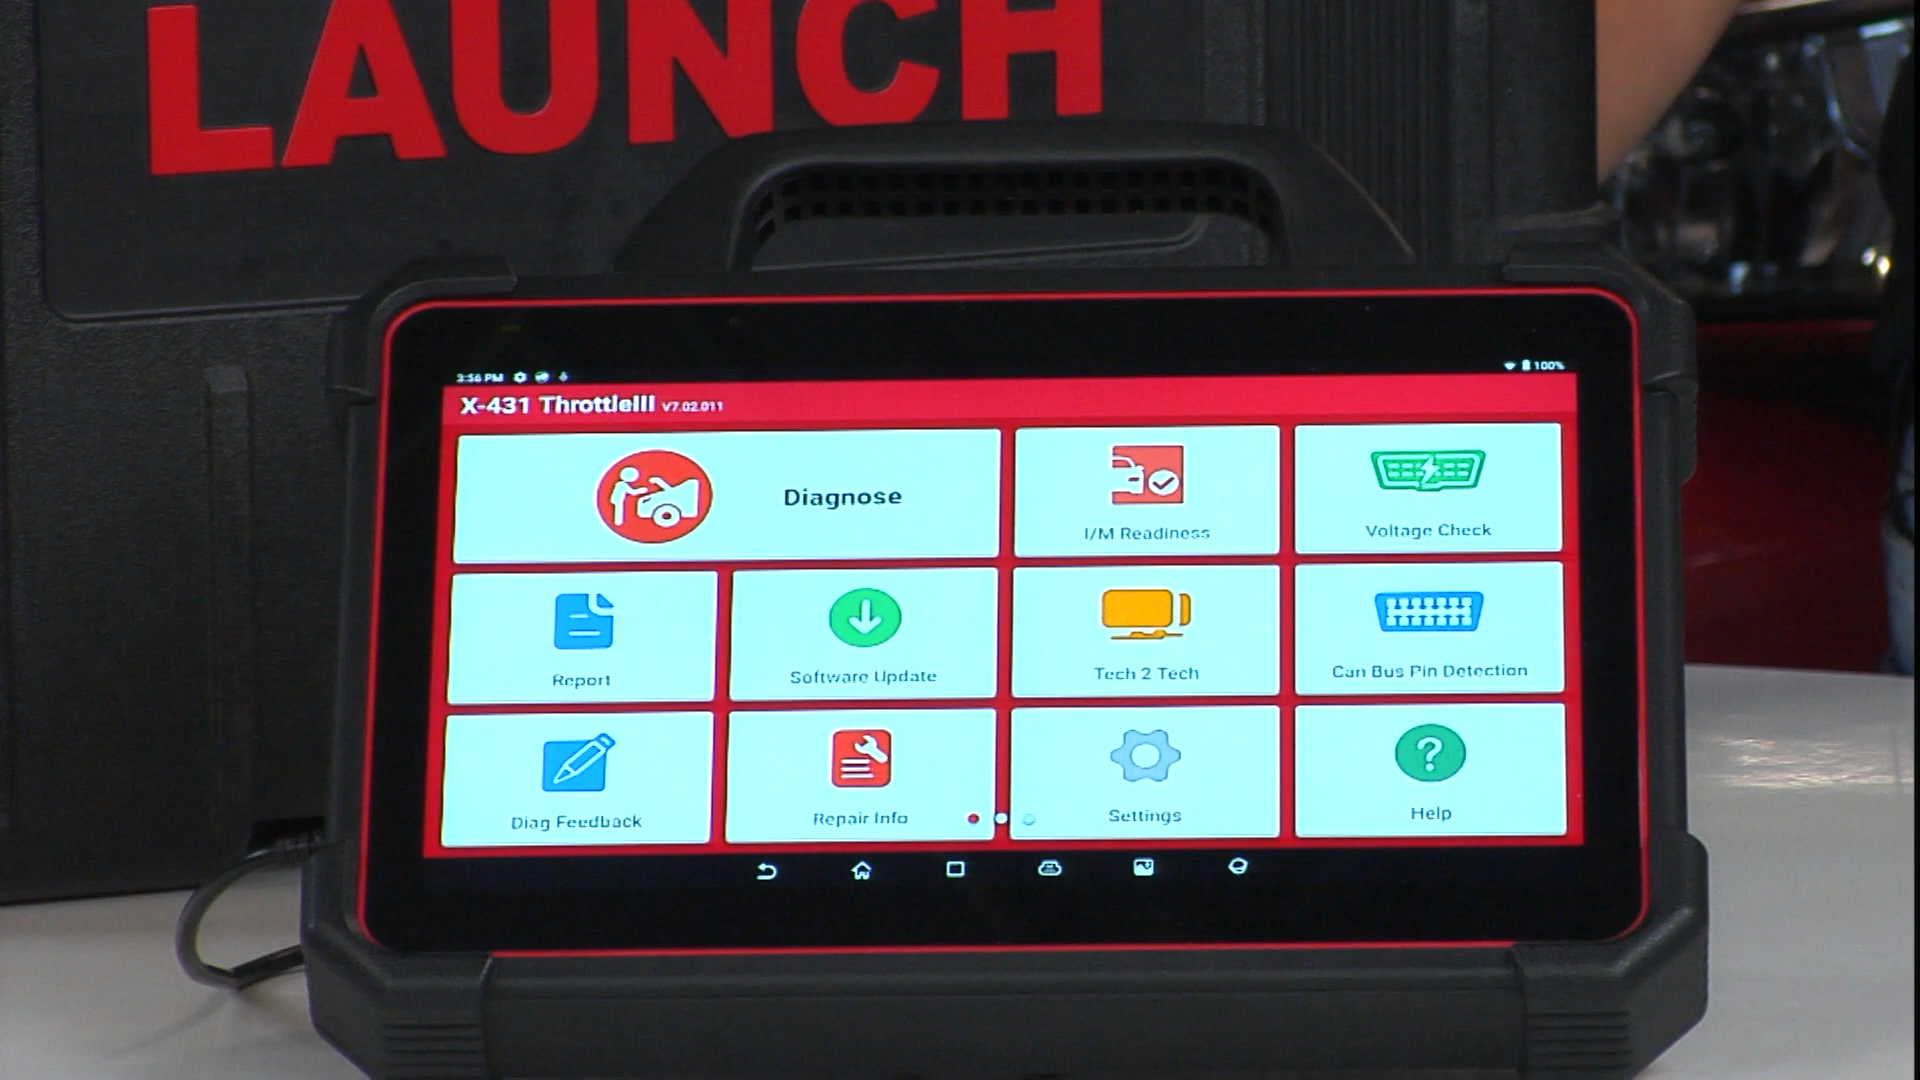 LAUNCH
3:56 PM
100%
X-431 ThrottleIII V7.02.011
Diagnose
I/M Readiness
Voltage Check
Report
Software Update
Tech 2 Tech
Can Bus Pin Detection
Diag Feedback
Repair Info
Settings
Help